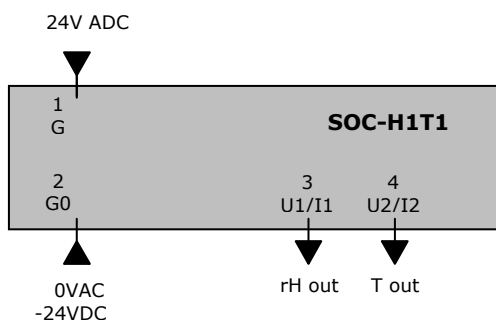 24V ADC
1
G
SOC-H1T1
2
G0
3
U1/I1
4
U2/I2
0VAC
-24VDC
rH out
T out